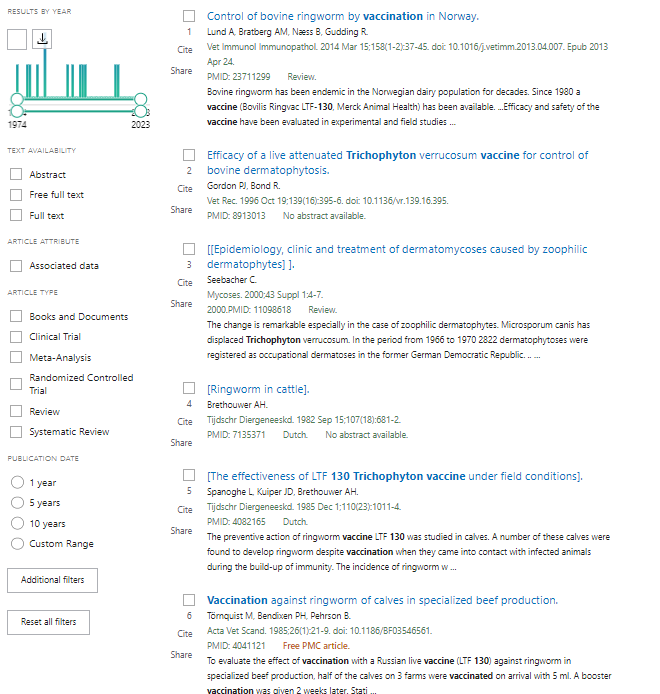 RESULTS BY YEAR
1974
2023
TEXT AVAILABILITY
Abstract
Free full text
Full text
ARTICLE ATTRIBUTE
Associated data
ARTICLE TYPE
Books and Documents
Clinical Trial
Meta-Analysis
Randomized Controlled
Trial
Review
Systematic Review
PUBLICATION DATE
1 year
5 years
10 years
Custom Range
Additional filters
Reset all filters
1
Cite
Share
Control of bovine ringworm by vaccination in Norway.
Lund A, Bratberg AM, Næss B, Gudding R.
Vet Immunol Immunopathol. 2014 Mar 15;158(1-2):37-45. doi: 10.1016/j.vetimm.2013.04.007. Epub 2013
Apr 24.
PMID: 23711299 Review.
Bovine ringworm has been endemic in the Norwegian dairy population for decades. Since 1980 a
vaccine (Bovilis Ringvac LTF-130, Merck Animal Health) has been available. ...Efficacy and safety of the
vaccine have been evaluated in experimental and field studies ...
2
Cite
Share
Efficacy of a live attenuated Trichophyton verrucosum vaccine for control of
bovine dermatophytosis.
Gordon PJ, Bond R.
Vet Rec. 1996 Oct 19;139(16):395-6. doi: 10.1136/vr.139.16.395.
PMID: 8913013 No abstract available.
3
Cite
Share
[[Epidemiology, clinic and treatment of dermatomycoses caused by zoophilic
dermatophytes] ].
Seebacher C.
Mycoses. 2000;43 Suppl 1:4-7.
2000.PMID: 11098618 Review.
The change is remarkable especially in the case of zoophilic dermatophytes. Microsporum canis has
displaced Trichophyton verrucosum. In the period from 1966 to 1970 2822 dermatophytoses were
registered as occupational dermatoses in the former German Democratic Republic. .. ...
4
Cite
Share
[Ringworm in cattle].
Brethouwer AH.
Tijdschr Diergeneeskd. 1982 Sep 15;107(18):681-2.
PMID: 7135371 Dutch. No abstract available.
5
Cite
Share
[The effectiveness of LTF 130 Trichophyton vaccine under field conditions].
Spanoghe L, Kuiper JD, Brethouwer AH.
Tijdschr Diergeneeskd. 1985 Dec 1;110(23):1011-4.
PMID: 4082165 Dutch.
The preventive action of ringworm vaccine LTF 130 was studied in calves. A number of these calves were
found to develop ringworm despite vaccination when they came into contact with infected animals
during the build-up of immunity. The incidence of ringworm w ...
6
Cite
Share
Vaccination against ringworm of calves in specialized beef production.
Törnquist M, Bendixen PH, Pehrson B.
Acta Vet Scand. 1985;26(1):21-9. doi: 10.1186/BF03546561.
PMID: 4041121 Free PMC article.
To evaluate the effect of vaccination with a Russian live vaccine (LTF 130) against ringworm in
specialized beef production, half of the calves on 3 farms were vaccinated on arrival with 5 ml. A booster
vaccination was given 2 weeks later. Stati ...